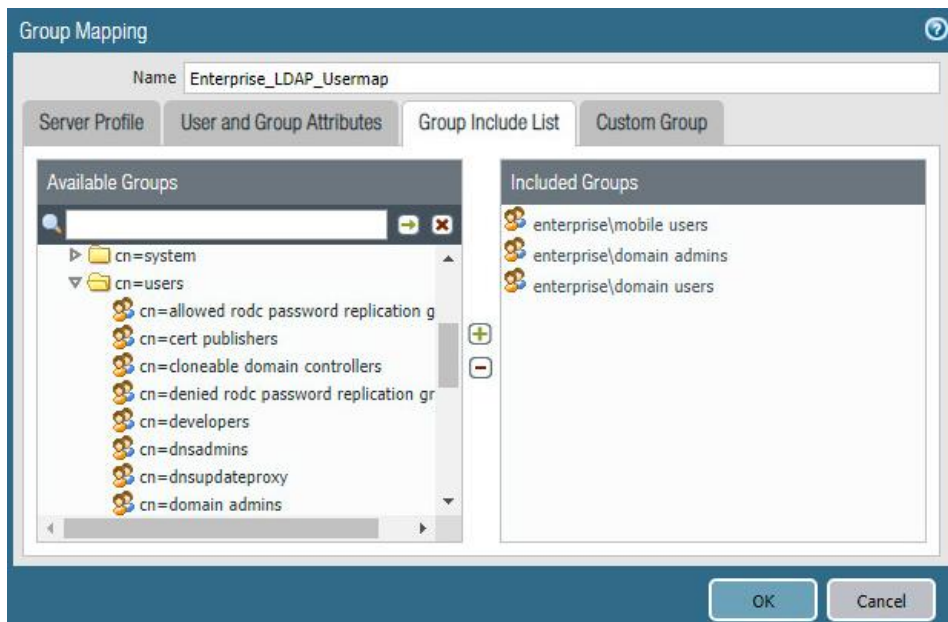 Group Mapping
Name Enterprise_LDAP_Usermap
Server Profile User and Group Attributes Group Include List Custom Group
Available Groups
cn=system
cn=users
cn=allowed rodc password replication g
cn=cert publishers
cn=cloneable domain controllers
cn=denied rodc password replication gr
cn=developers
cn=dnsadmins
cn=dnsupdateproxy
cn=domain admins
Included Groups
enterprise\mobile users
enterprise\domain admins
enterprise\domain users
OK Cancel